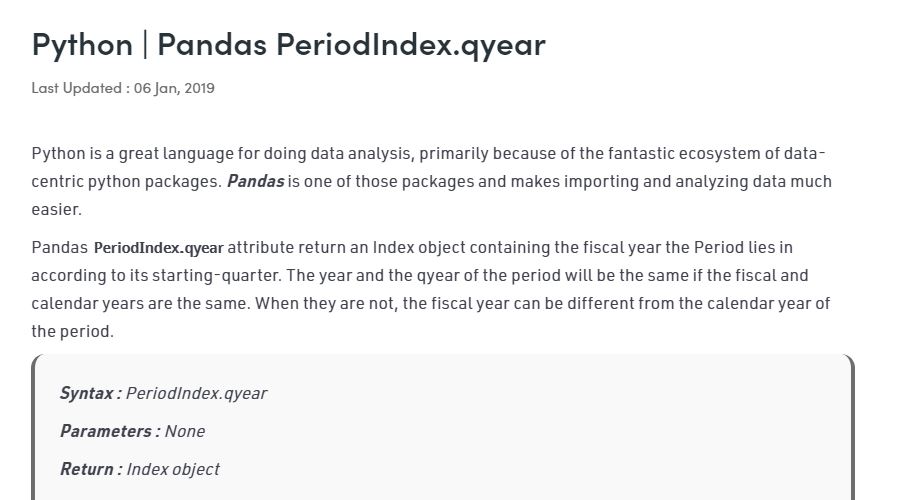 Python | Pandas PeriodIndex.qyear
Last Updated : 06 Jan, 2019
Python is a great language for doing data analysis, primarily because of the fantastic ecosystem of data-
centric python packages. Pandas is one of those packages and makes importing and analyzing data much
easier.
Pandas PeriodIndex.qyear attribute return an Index object containing the fiscal year the Period lies in
according to its starting-quarter. The year and the qyear of the period will be the same if the fiscal and
calendar years are the same. When they are not, the fiscal year can be different from the calendar year of
the period.
Syntax : PeriodIndex.qyear
Parameters : None
Return : Index object